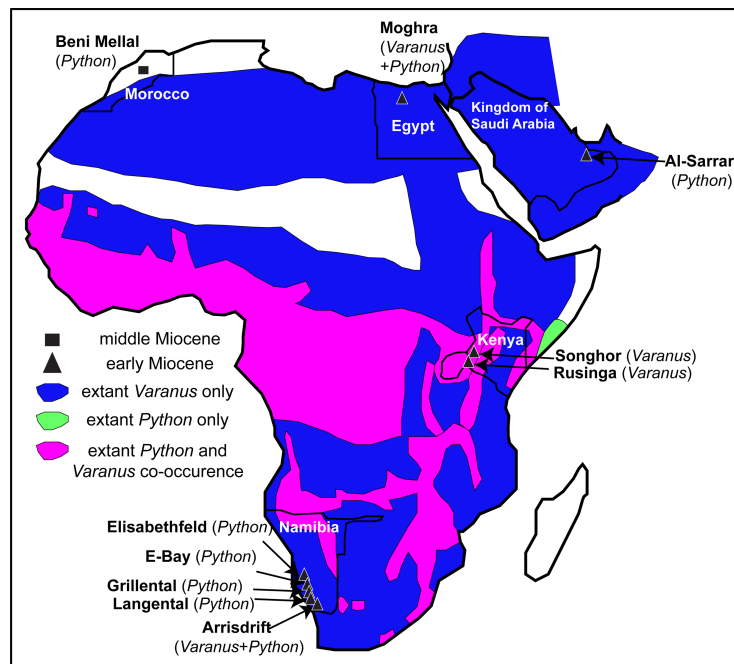 Beni Mellal
(Python)
Morocco
Moghra
(Varanus
+Python)
Egypt
Kingdom of
Saudi Arabia
Al-Sarrar
(Python)
middle Miocene
early Miocene
extant Varanus only
extant Python only
extant Python and
Varanus co-occurence
Kenya
Songhor (Varanus)
Rusinga (Varanus)
Elisabethfeld (Python)
Namibia
E-Bay (Python)
Grillental (Python)
Langental (Python)
Arrisdrift
(Varanus+Python)